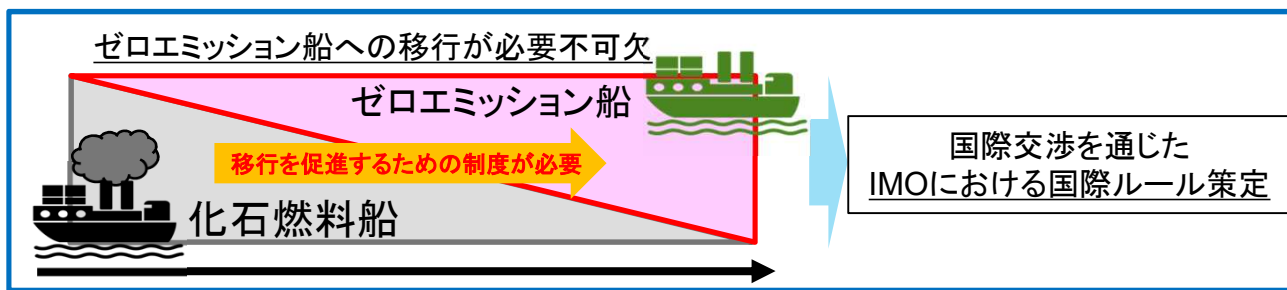 ゼロエミッション船への移行が必要不可欠
ゼロエミッション船
移行を促進するための制度が必要
化石燃料船
国際交渉を通じた
IMOにおける国際ルール策定